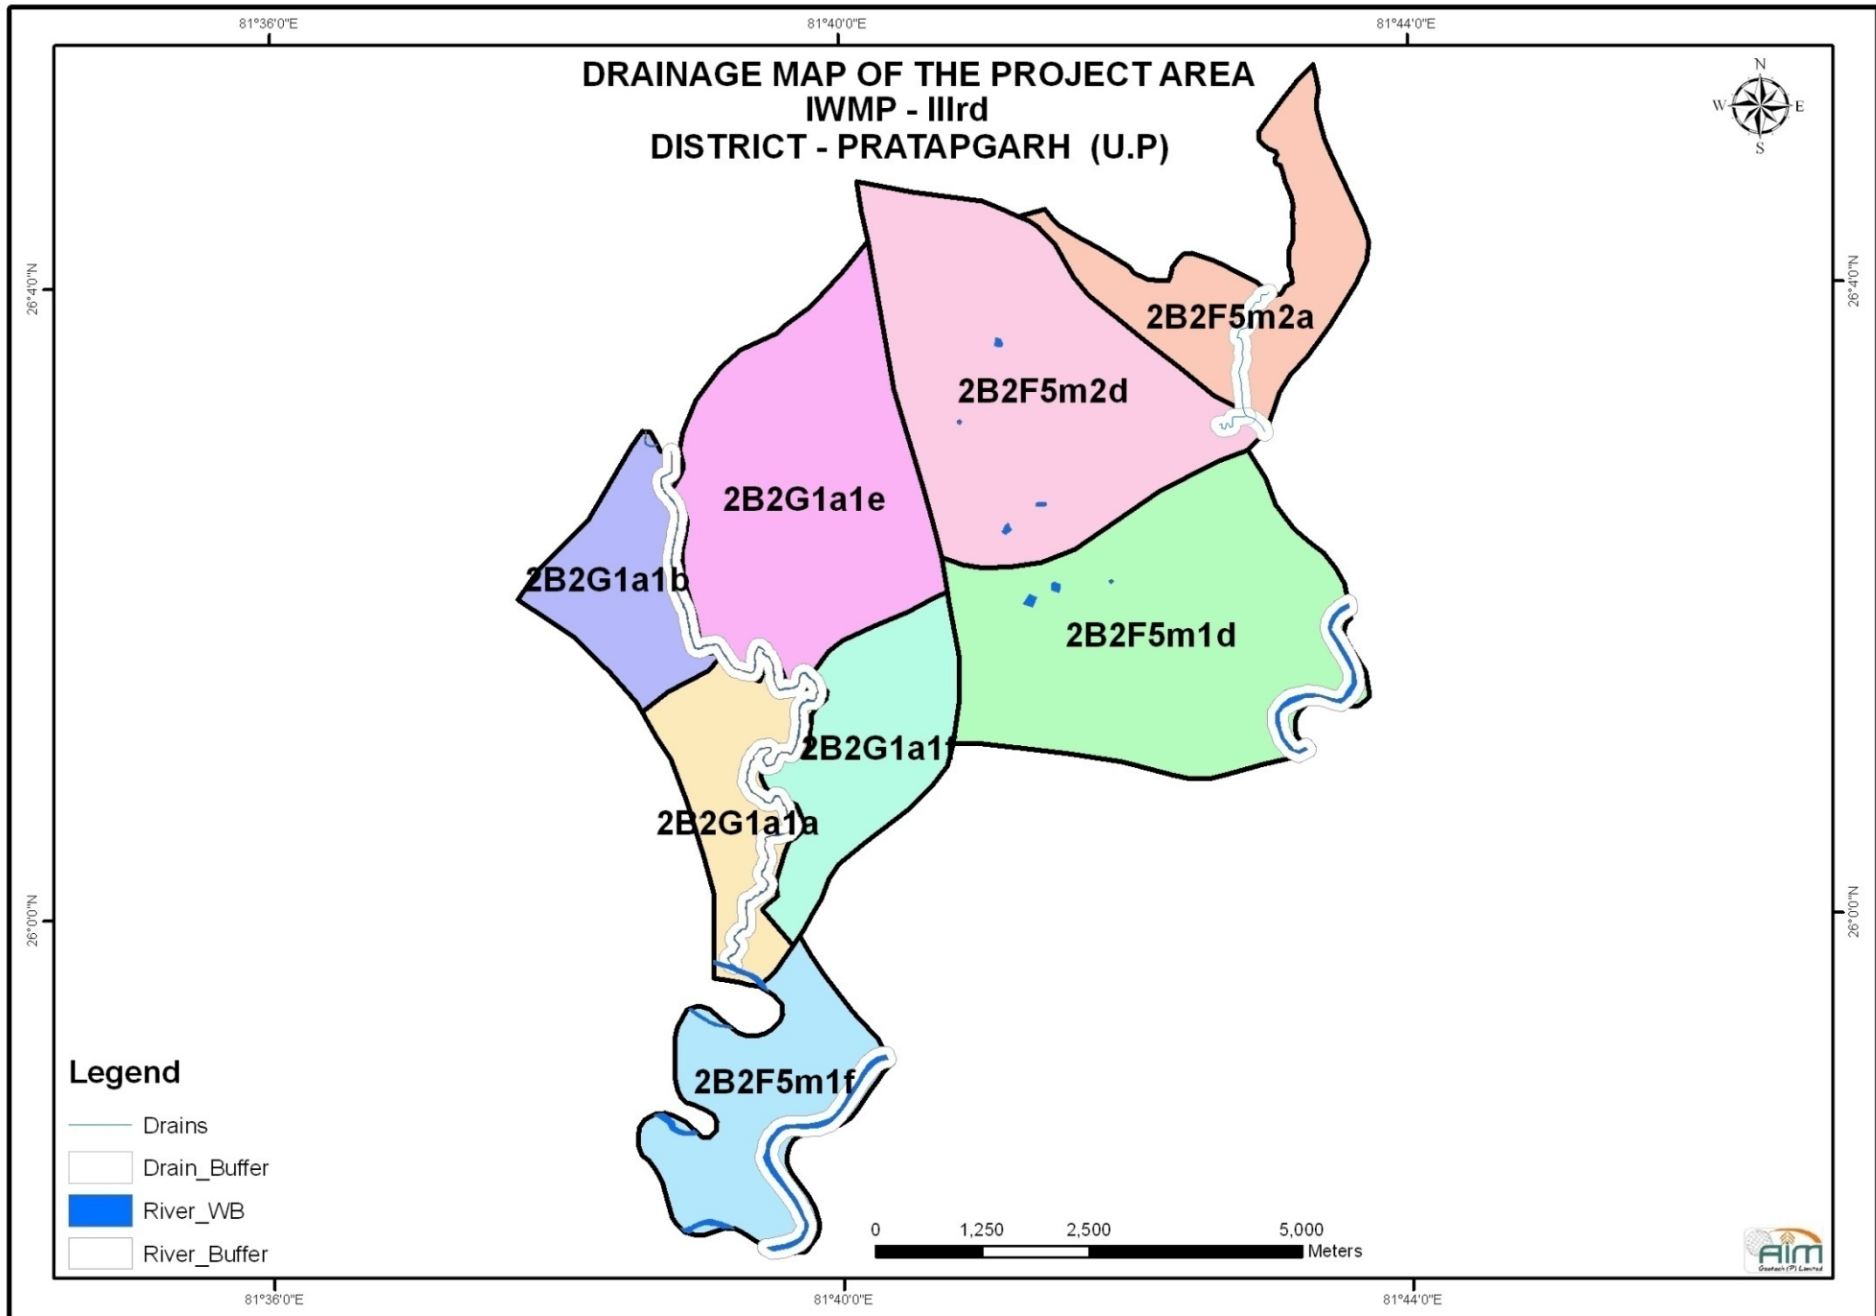 81°36'0"E
81°40'0"E
81°44'0"E
DRAINAGE MAP OF THE PROJECT AREA
IWMP - IIIrd
DISTRICT - PRATAPGARH (U.P)
N
W
E
S
26°4'0"N
26°4'0"N
2B2F5m2a
2B2F5m2d
2B2G1a1e
2B2G1a1b
2B2F5m1d
2B2G1a1f
2B2G1a1a
26°0'0"N
26°0'0"N
2B2F5m1f
Legend
Drains
Drain_Buffer
River_WB
River_Buffer
0
1,250
2,500
5,000
Meters
AIM
Geotech (P) Limited
81°36'0"E
81°40'0"E
81°44'0"E